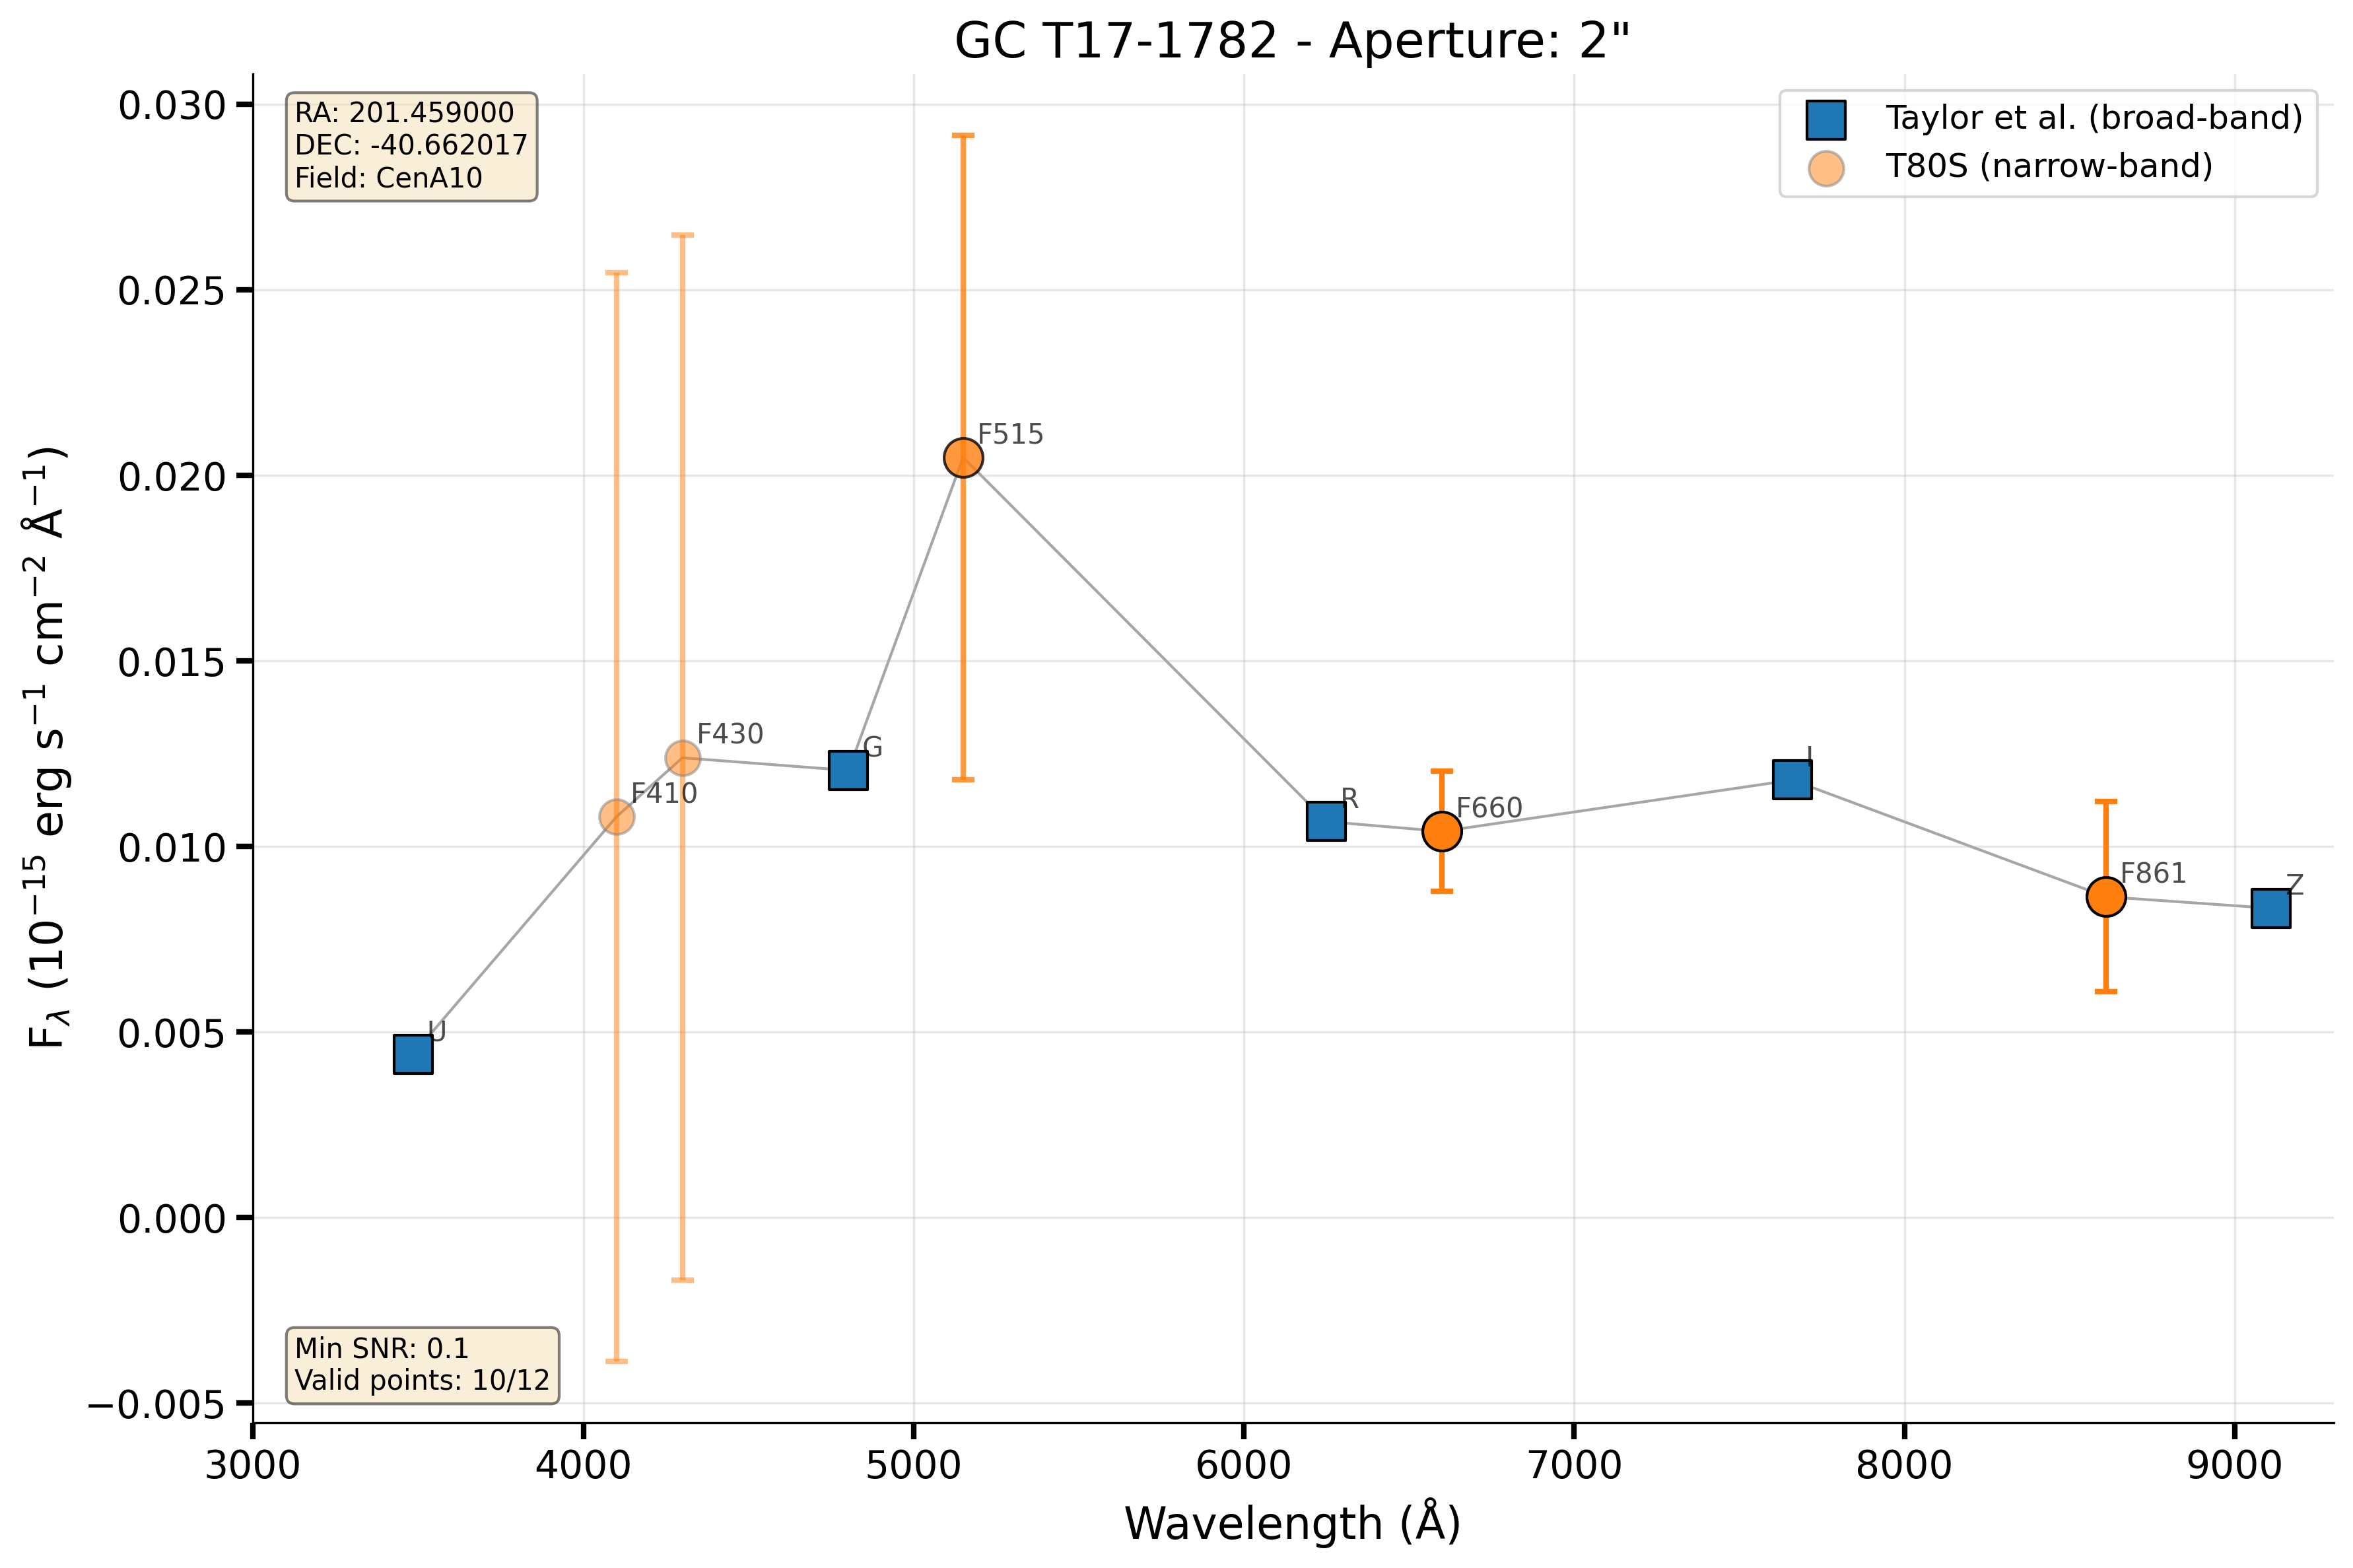 GC T17-1782 - Aperture: 2"
RA: 201.459000
DEC: -40.662017
Field: CenA10
Taylor et al. (broad-band)
T80S (narrow-band)
F_λ (10⁻¹⁵ erg s⁻¹ cm⁻² Å⁻¹)
0.030
0.025
0.020
0.015
0.010
0.005
0.000
−0.005
U
F410
F430
G
F515
R
F660
I
F861
Z
Min SNR: 0.1
Valid points: 10/12
3000 4000 5000 6000 7000 8000 9000
Wavelength (Å)